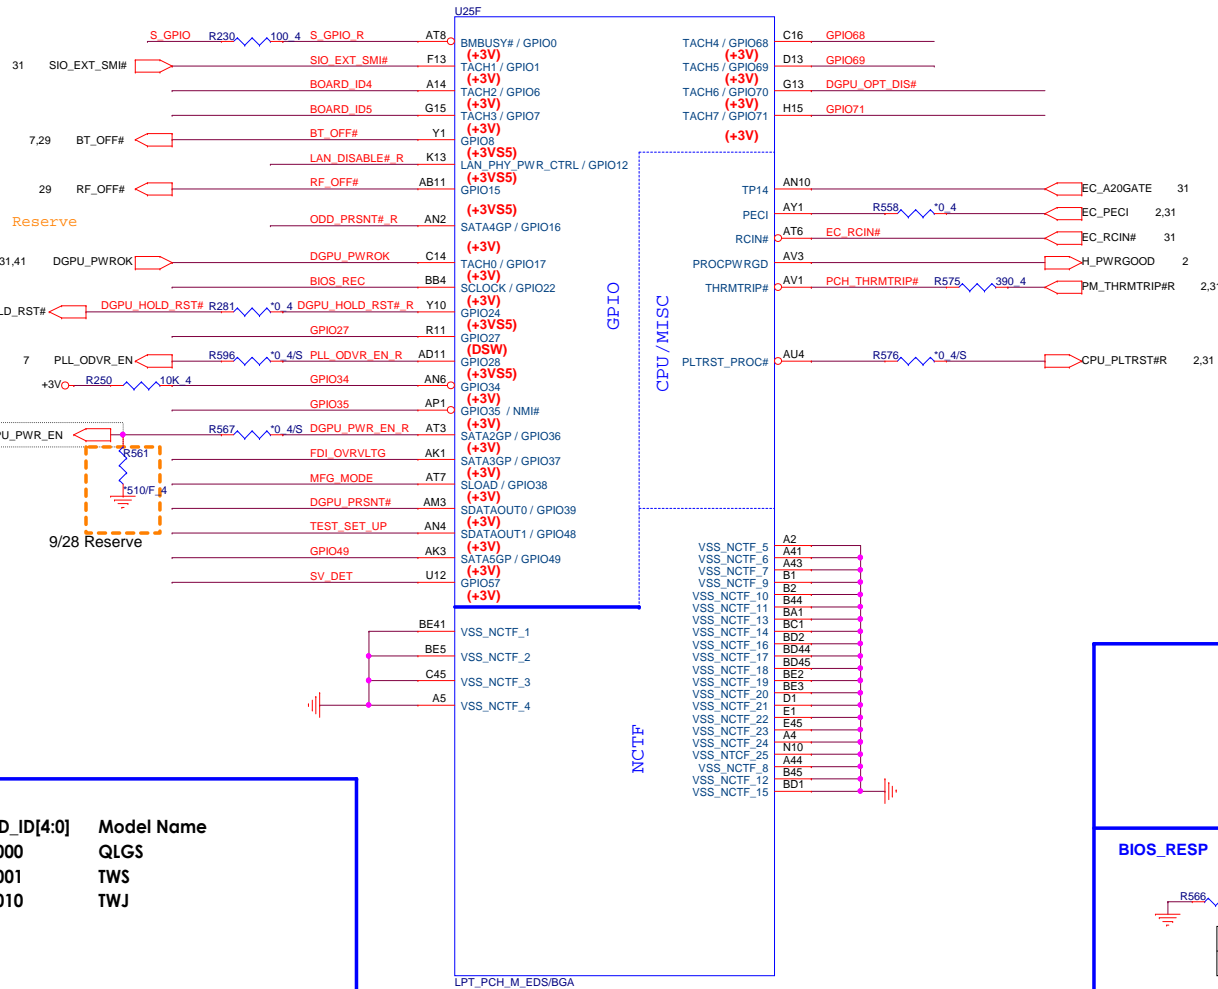 U25F
S_GPIO R230 100_4 S_GPIO_R AT8 BMBUSY# / GPIO0 (+3V)
31 SIO_EXT_SMI# SIO_EXT_SMI# F13 TACH1 / GPIO1 (+3V)
BOARD_ID4 A14 TACH2 / GPIO6 (+3V)
BOARD_ID5 G15 TACH3 / GPIO7 (+3V)
7,29 BT_OFF# BT_OFF# Y1 GPIO8 (+3VS5)
LAN_DISABLE#_R K13 LAN_PHY_PWR_CTRL / GPIO12 (+3VS5)
29 RF_OFF# RF_OFF# AB11 GPIO15 (+3VS5)
Reserve
ODD_PRSNT#_R AN2 SATA4GP / GPIO16 (+3V)
31,41 DGPU_PWROK DGPU_PWROK C14 TACH0 / GPIO17 (+3V)
BIOS_REC BB4 SCLOCK / GPIO22 (+3V)
LD_RST# DGPU_HOLD_RST# R281 *0_4 DGPU_HOLD_RST#_R Y10 GPIO24 (+3VS5)
GPIO27 R11 GPIO27 (DSW)
7 PLL_ODVR_EN R596 *0_4/S PLL_ODVR_EN_R AD11 GPIO28 (+3VS5)
+3V R250 10K_4 GPIO34 AN6 GPIO34 (+3V)
GPIO35 AP1 GPIO35 / NMI# (+3V)
PU_PWR_EN R567 *0_4/S DGPU_PWR_EN_R AT3 SATA2GP / GPIO36 (+3V)
R561
*510/F_4
9/28 Reserve
FDI_OVRVLTG AK1 SATA3GP / GPIO37 (+3V)
MFG_MODE AT7 SLOAD / GPIO38 (+3V)
DGPU_PRSNT# AM3 SDATAOUT0 / GPIO39 (+3V)
TEST_SET_UP AN4 SDATAOUT1 / GPIO48 (+3V)
GPIO49 AK3 SATA5GP / GPIO49 (+3V)
SV_DET U12 GPIO57 (+3V)
BE41 VSS_NCTF_1
BE5 VSS_NCTF_2
C45 VSS_NCTF_3
A5 VSS_NCTF_4
GPIO
CPU/MISC
NCTF
TACH4 / GPIO68 (+3V) C16 GPIO68
TACH5 / GPIO69 (+3V) D13 GPIO69
TACH6 / GPIO70 (+3V) G13 DGPU_OPT_DIS#
TACH7 / GPIO71 (+3V) H15 GPIO71
TP14 AN10 EC_A20GATE 31
PECI AY1 R558 *0_4 EC_PECI 2,31
RCIN# AT6 EC_RCIN# EC_RCIN# 31
PROCPWRGD AV3 H_PWRGOOD 2
THRMTRIP# AV1 PCH_THRMTRIP# R575 390_4 PM_THRMTRIP#R 2,31
PLTRST_PROC# AU4 R576 *0_4/S CPU_PLTRST#R 2,31
VSS_NCTF_5 A2
VSS_NCTF_6 A41
VSS_NCTF_7 A43
VSS_NCTF_9 B1
VSS_NCTF_10 B2
VSS_NCTF_11 B44
VSS_NCTF_13 BA1
VSS_NCTF_14 BC1
VSS_NCTF_16 BD2
VSS_NCTF_17 BD44
VSS_NCTF_18 BD45
VSS_NCTF_19 BE2
VSS_NCTF_20 BE3
VSS_NCTF_21 D1
VSS_NCTF_22 E1
VSS_NCTF_23 E45
VSS_NCTF_24 A4
VSS_NTCF_25 N10
VSS_NCTF_8 A44
VSS_NCTF_12 B45
VSS_NCTF_15 BD1
LPT_PCH_M_EDS/BGA
D_ID[4:0] Model Name
000 QLGS
001 TWS
010 TWJ
BIOS_RESP
R566